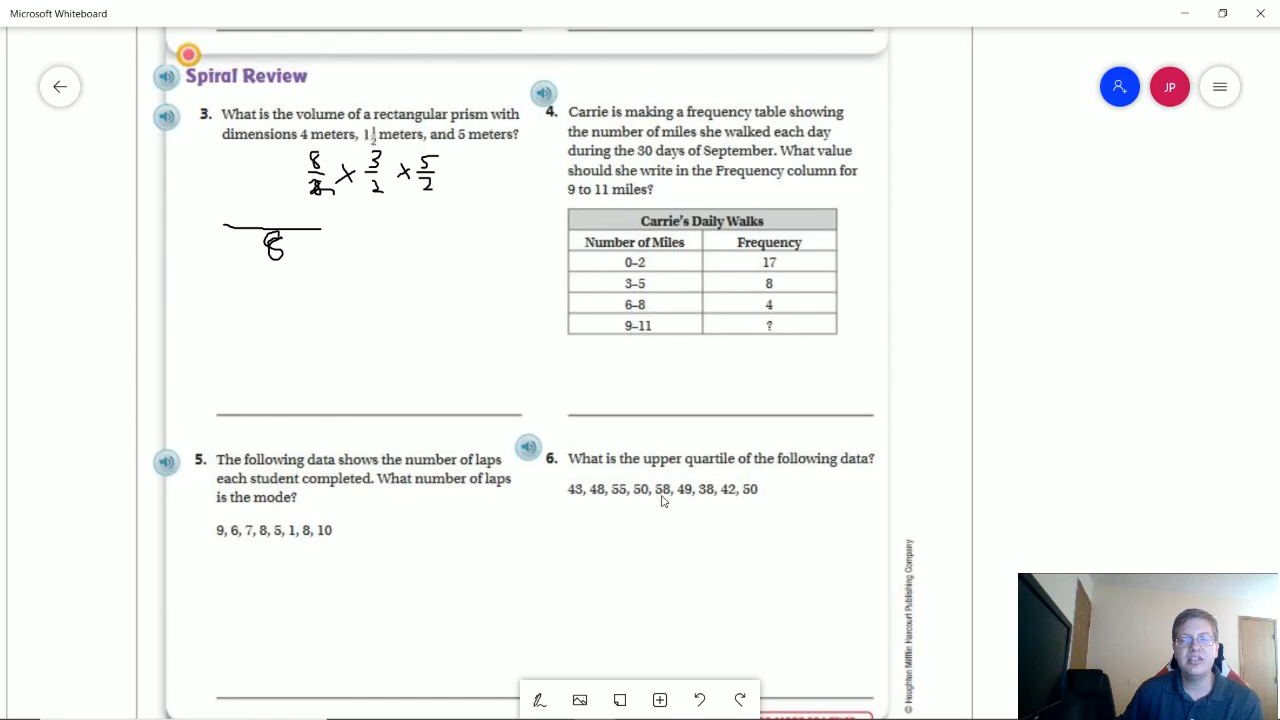 Microsoft Whiteboard
JP
Spiral Review
3. What is the volume of a rectangular prism with
dimensions 4 meters, 1 1/2 meters, and 5 meters?
8/2 × 3/2 × 5/2
8
4. Carrie is making a frequency table showing
the number of miles she walked each day
during the 30 days of September. What value
should she write in the Frequency column for
9 to 11 miles?
Carrie's Daily Walks
Number of Miles Frequency
0–2 17
3–5 8
6–8 4
9–11 ?
5. The following data shows the number of laps
each student completed. What number of laps
is the mode?
9, 6, 7, 8, 5, 1, 8, 10
6. What is the upper quartile of the following data?
43, 48, 55, 50, 58, 49, 38, 42, 50
© Houghton Mifflin Harcourt Publishing Company